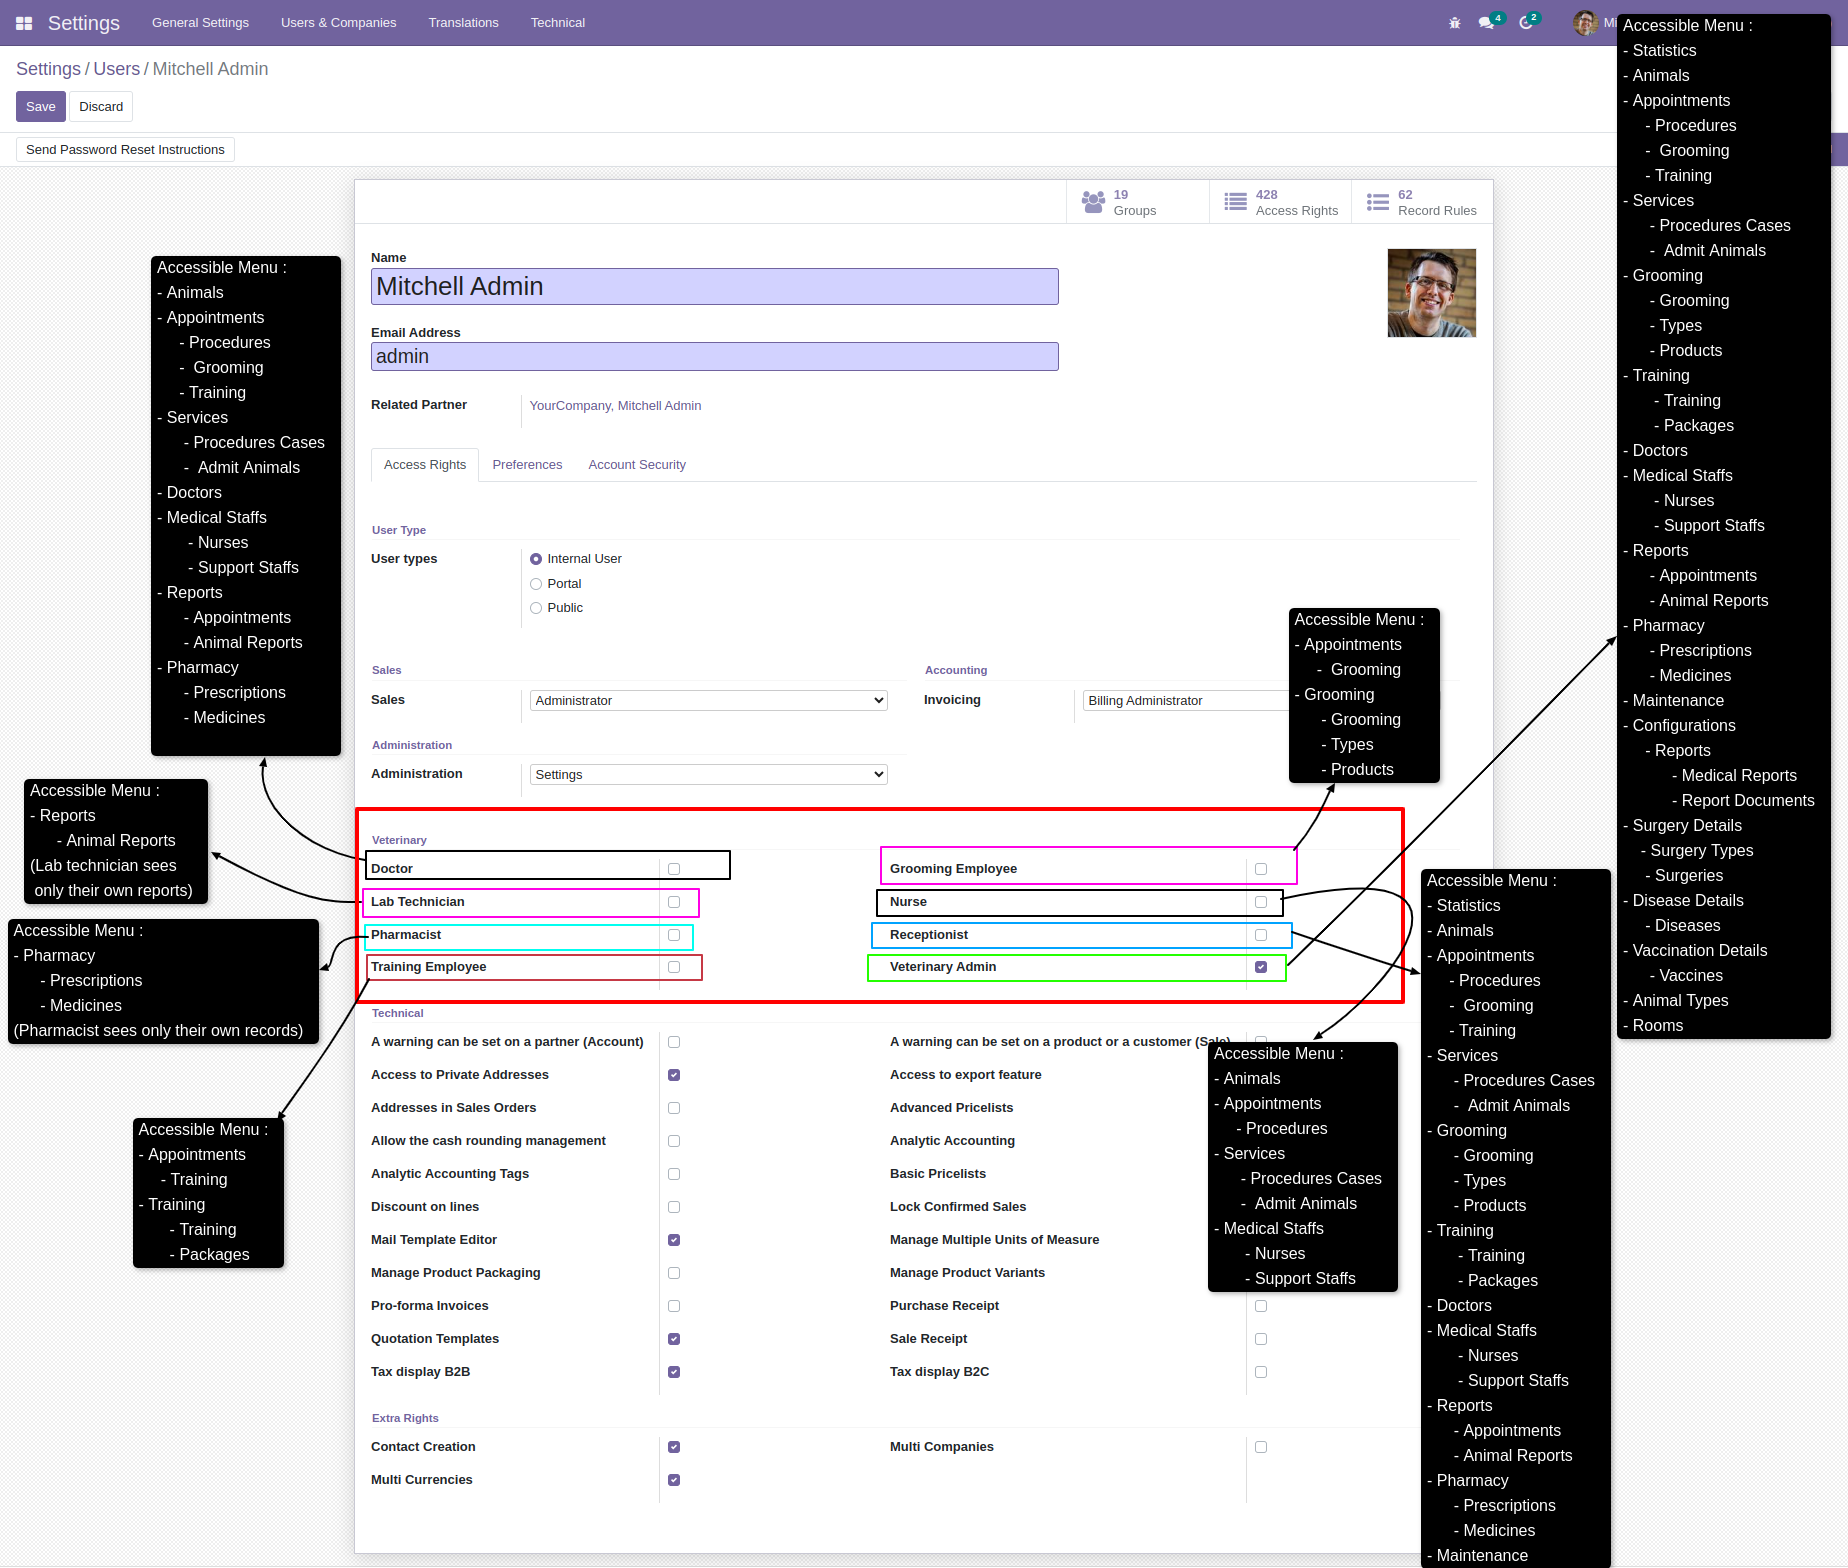 Settings General Settings Users & Companies Translations Technical 4 2 Mi
Settings / Users / Mitchell Admin
Save Discard
Send Password Reset Instructions
19
Groups
428
Access Rights
62
Record Rules
Name
Mitchell Admin
Email Address
admin
Related Partner YourCompany, Mitchell Admin
Access Rights Preferences Account Security
User Type
User types Internal User
Portal
Public
Sales
Sales Administrator
Accounting
Invoicing Billing Administrator
Administration
Administration Settings
Veterinary
Doctor
Grooming Employee
Lab Technician
Nurse
Pharmacist
Receptionist
Training Employee
Veterinary Admin
Technical
A warning can be set on a partner (Account)
A warning can be set on a product or a customer (Sale)
Access to Private Addresses
Access to export feature
Addresses in Sales Orders
Advanced Pricelists
Allow the cash rounding management
Analytic Accounting
Analytic Accounting Tags
Basic Pricelists
Discount on lines
Lock Confirmed Sales
Mail Template Editor
Manage Multiple Units of Measure
Manage Product Packaging
Manage Product Variants
Pro-forma Invoices
Purchase Receipt
Quotation Templates
Sale Receipt
Tax display B2B
Tax display B2C
Extra Rights
Contact Creation
Multi Companies
Multi Currencies
Accessible Menu :
- Animals
- Appointments
- Procedures
- Grooming
- Training
- Services
- Procedures Cases
- Admit Animals
- Doctors
- Medical Staffs
- Nurses
- Support Staffs
- Reports
- Appointments
- Animal Reports
- Pharmacy
- Prescriptions
- Medicines
Accessible Menu :
- Reports
- Animal Reports
(Lab technician sees
only their own reports)
Accessible Menu :
- Pharmacy
- Prescriptions
- Medicines
(Pharmacist sees only their own records)
Accessible Menu :
- Appointments
- Training
- Training
- Training
- Packages
Accessible Menu :
- Appointments
- Grooming
- Grooming
- Grooming
- Types
- Products
Accessible Menu :
- Animals
- Appointments
- Procedures
- Services
- Procedures Cases
- Admit Animals
- Medical Staffs
- Nurses
- Support Staffs
Accessible Menu :
- Statistics
- Animals
- Appointments
- Procedures
- Grooming
- Training
- Services
- Procedures Cases
- Admit Animals
- Grooming
- Grooming
- Types
- Products
- Training
- Training
- Packages
- Doctors
- Medical Staffs
- Nurses
- Support Staffs
- Reports
- Appointments
- Animal Reports
- Pharmacy
- Prescriptions
- Medicines
- Maintenance
Accessible Menu :
- Statistics
- Animals
- Appointments
- Procedures
- Grooming
- Training
- Services
- Procedures Cases
- Admit Animals
- Grooming
- Grooming
- Types
- Products
- Training
- Training
- Packages
- Doctors
- Medical Staffs
- Nurses
- Support Staffs
- Reports
- Appointments
- Animal Reports
- Pharmacy
- Prescriptions
- Medicines
- Maintenance
- Configurations
- Reports
- Medical Reports
- Report Documents
- Surgery Details
- Surgery Types
- Surgeries
- Disease Details
- Diseases
- Vaccination Details
- Vaccines
- Animal Types
- Rooms